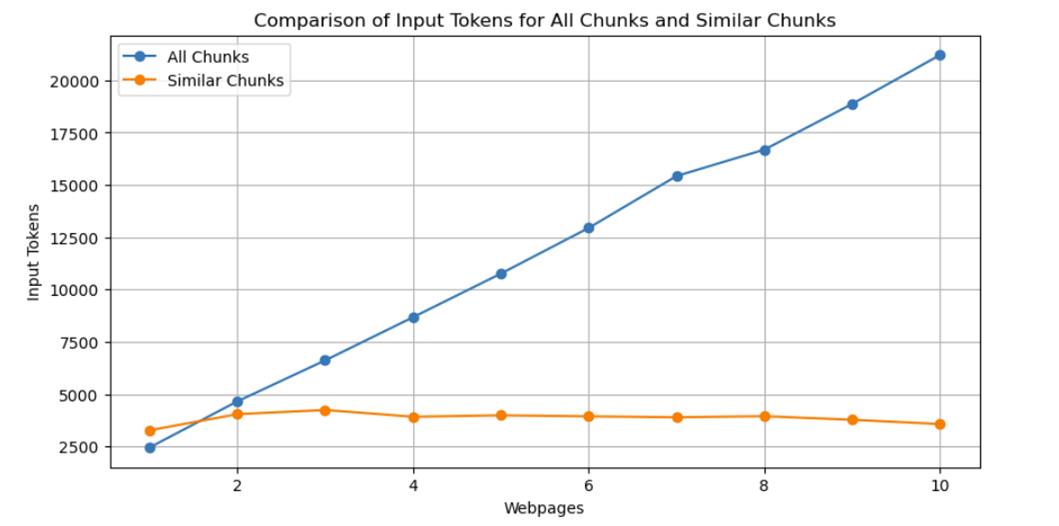 Comparison of Input Tokens for All Chunks and Similar Chunks
All Chunks
Similar Chunks
20000
17500
15000
12500
10000
7500
5000
2500
Input Tokens
2 4 6 8 10
Webpages